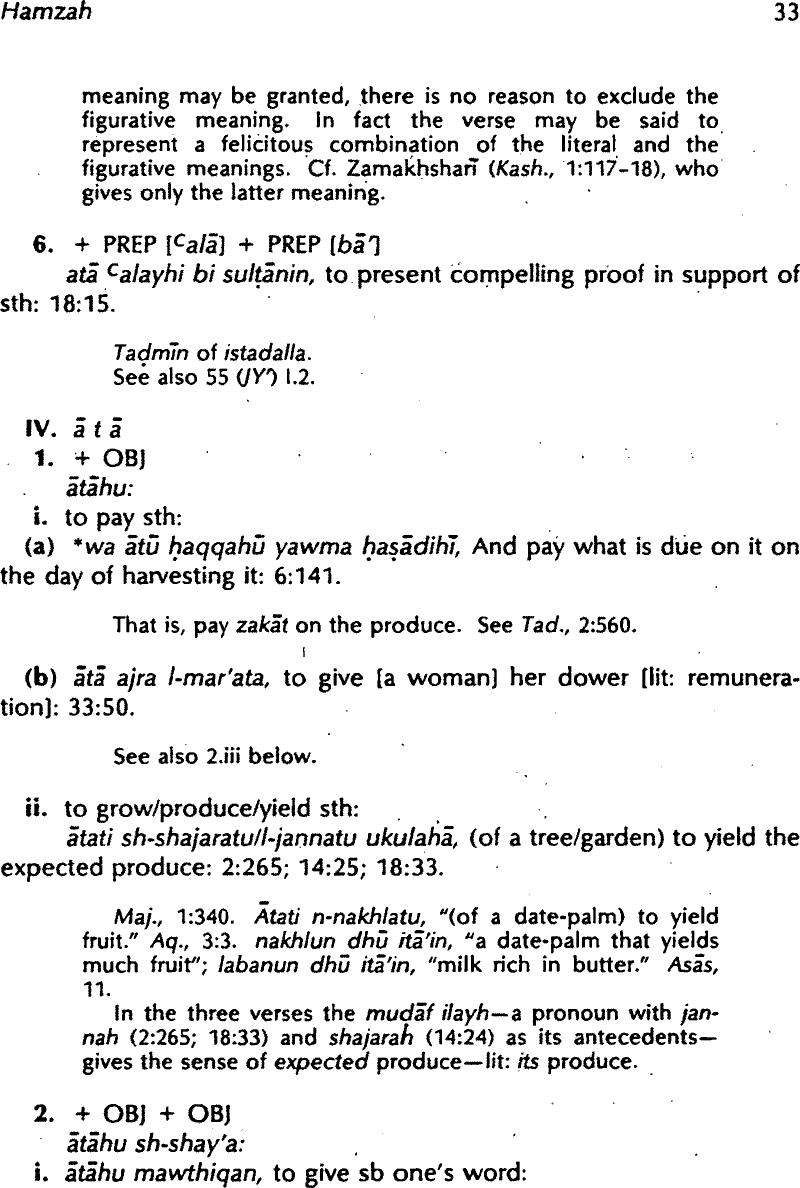 Hamzah 33
meaning may be granted, there is no reason to exclude the
figurative meaning. In fact the verse may be said to
represent a felicitous combination of the literal and the
figurative meanings. Cf. Zamakhsharī (Kash., 1:117-18), who
gives only the latter meaning.
6. + PREP [ᶜalā] + PREP [bā']
atā ᶜalayhi bi sulṭānin, to present compelling proof in support of
sth: 18:15.
Taḍmīn of istadalla.
See also 55 (JY') I.2.
IV. ā t ā
1. + OBJ
ātāhu:
i. to pay sth:
(a) *wa ātū ḥaqqahū yawma ḥaṣādihī, And pay what is due on it on
the day of harvesting it: 6:141.
That is, pay zakāt on the produce. See Tad., 2:560.
(b) ātā ajra l-mar'ata, to give [a woman] her dower [lit: remunera-
tion]: 33:50.
See also 2.iii below.
ii. to grow/produce/yield sth:
ātati sh-shajaratu/l-jannatu ukulahā, (of a tree/garden) to yield the
expected produce: 2:265; 14:25; 18:33.
Maj., 1:340. Ātati n-nakhlatu, "(of a date-palm) to yield
fruit." Aq., 3:3. nakhlun dhū itā'in, "a date-palm that yields
much fruit"; labanun dhū itā'in, "milk rich in butter." Asās,
11.
In the three verses the muḍāf ilayh—a pronoun with jan-
nah (2:265; 18:33) and shajarah (14:24) as its antecedents—
gives the sense of expected produce—lit: its produce.
2. + OBJ + OBJ
ātāhu sh-shay'a:
i. ātāhu mawthiqan, to give sb one's word: